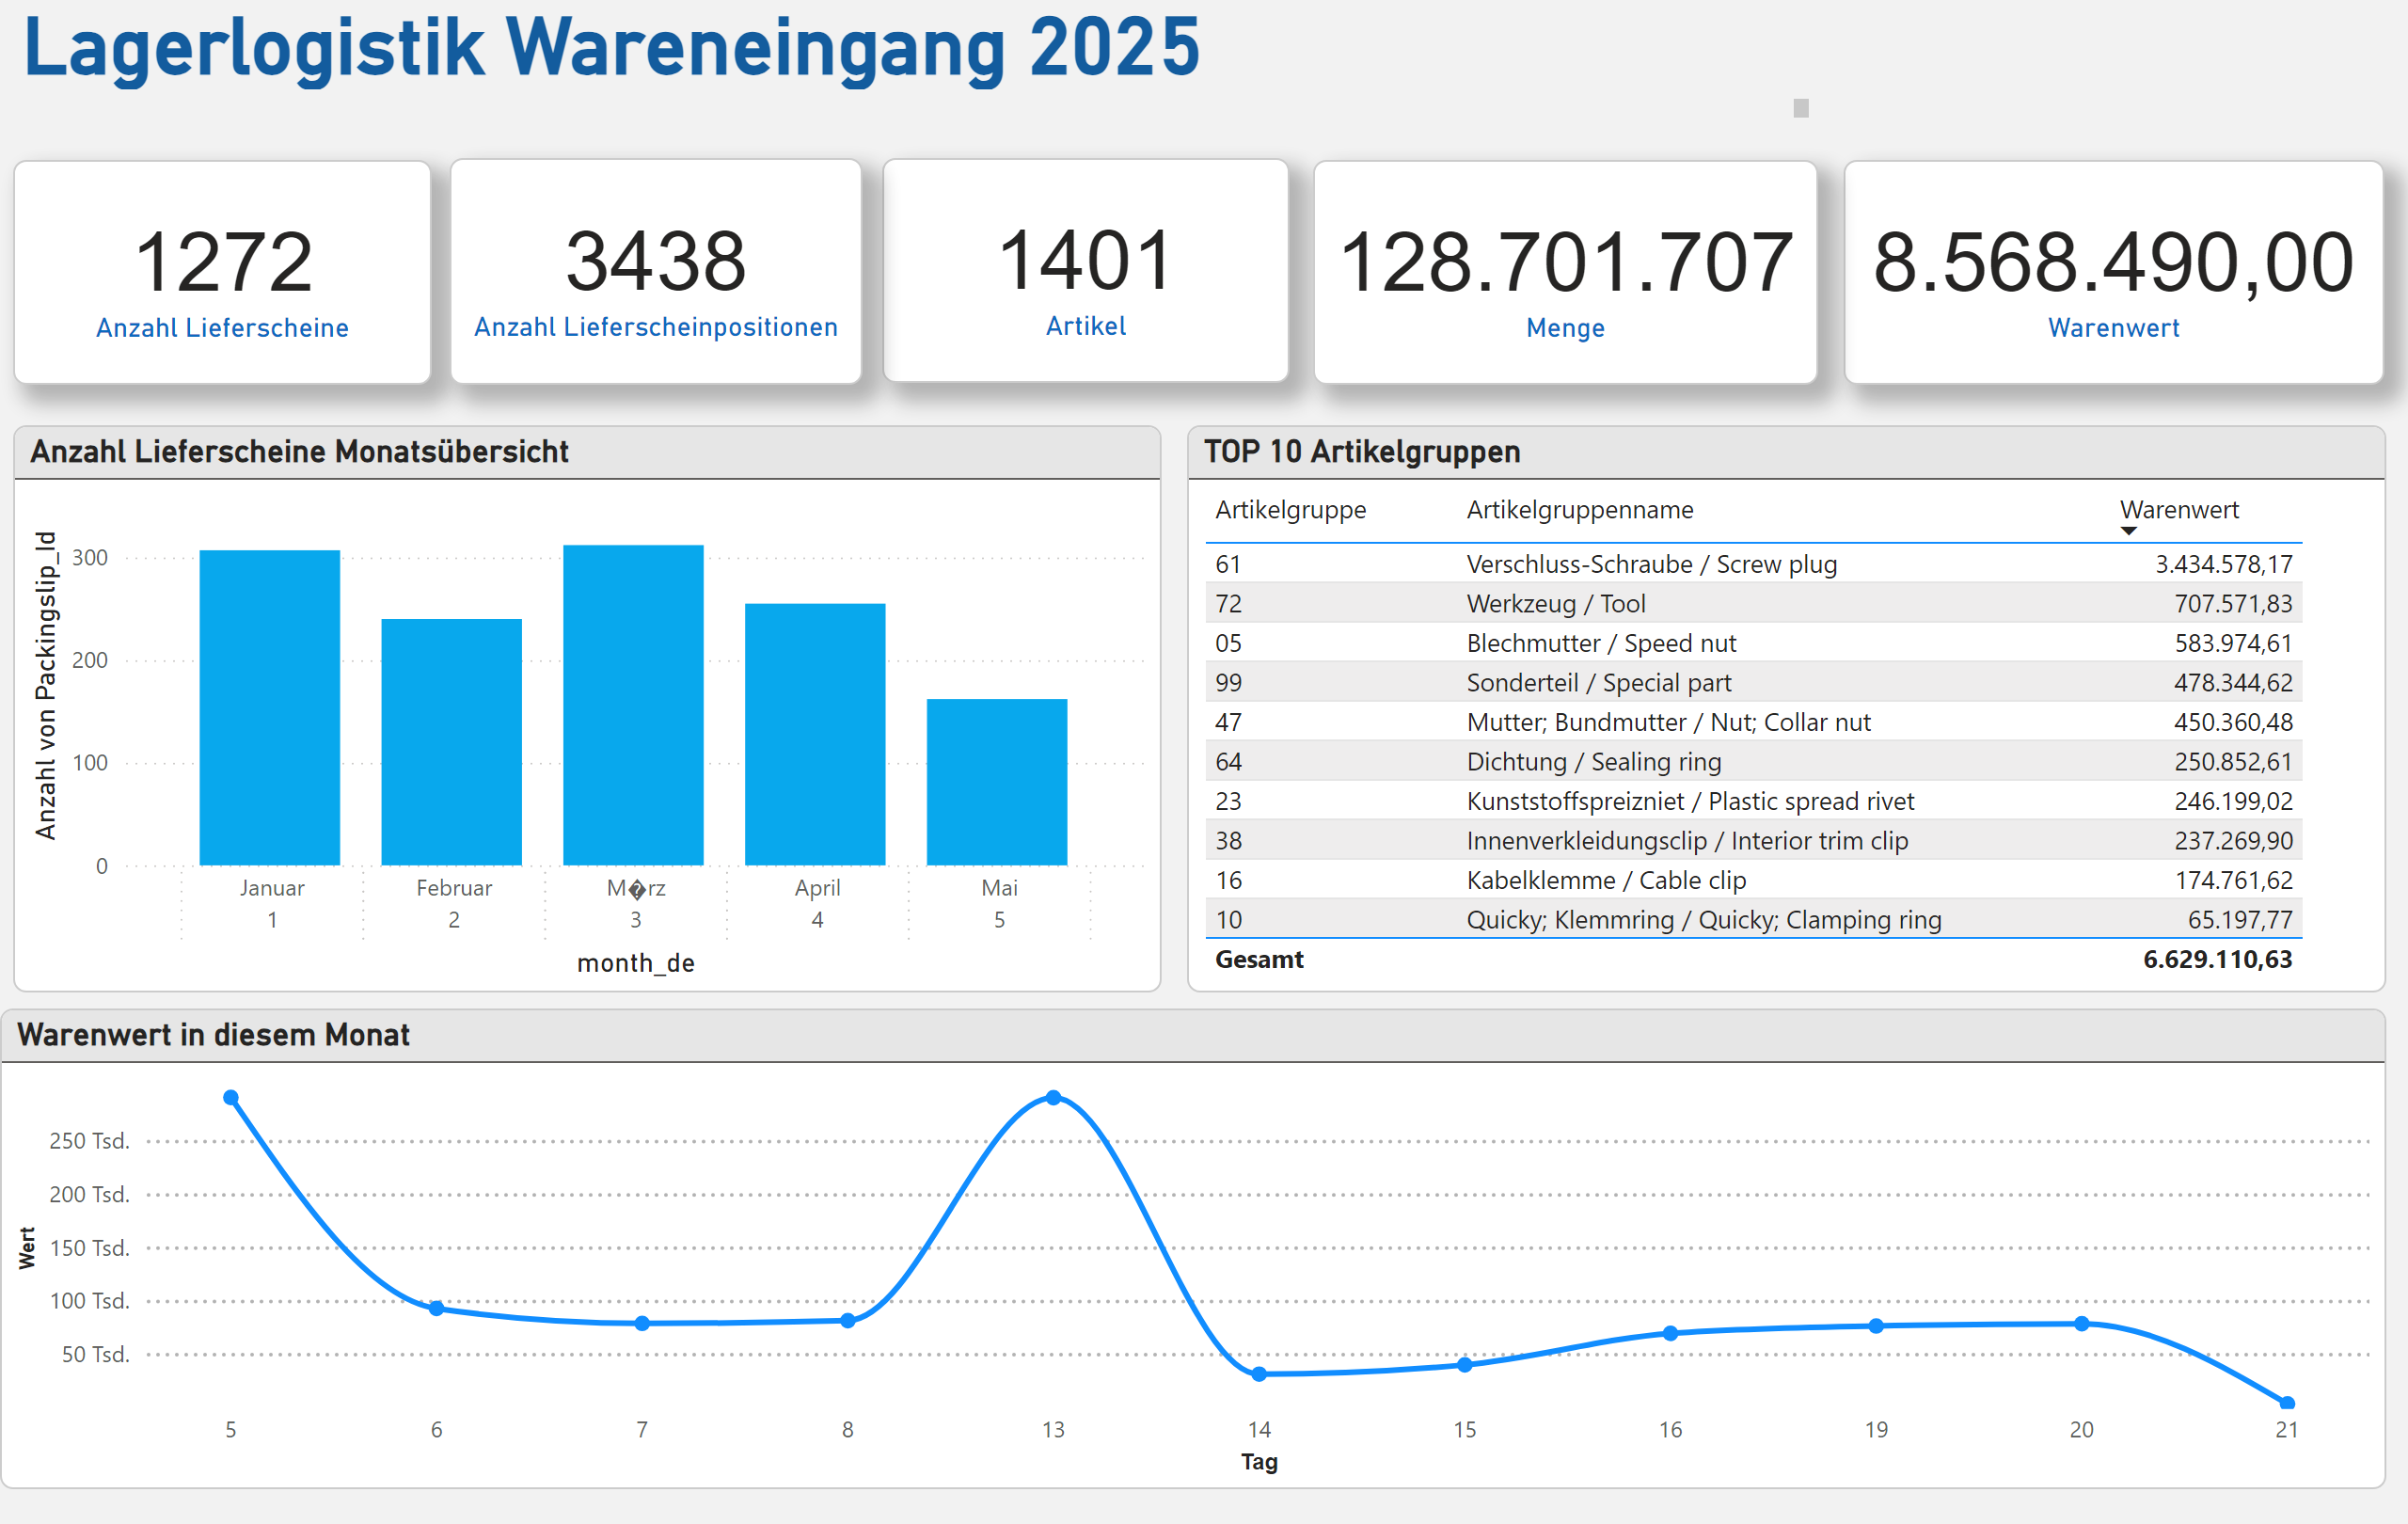 Lagerlogistik Wareneingang 2025
1272
Anzahl Lieferscheine
3438
Anzahl Lieferscheinpositionen
1401
Artikel
128.701.707
Menge
8.568.490,00
Warenwert
Anzahl Lieferscheine Monatsübersicht
Anzahl von Packingslip_Id
300
200
100
0
Januar Februar M�rz April Mai
1 2 3 4 5
month_de
TOP 10 Artikelgruppen
Artikelgruppe Artikelgruppenname Warenwert
61 Verschluss-Schraube / Screw plug 3.434.578,17
72 Werkzeug / Tool 707.571,83
05 Blechmutter / Speed nut 583.974,61
99 Sonderteil / Special part 478.344,62
47 Mutter; Bundmutter / Nut; Collar nut 450.360,48
64 Dichtung / Sealing ring 250.852,61
23 Kunststoffspreizniet / Plastic spread rivet 246.199,02
38 Innenverkleidungsclip / Interior trim clip 237.269,90
16 Kabelklemme / Cable clip 174.761,62
10 Quicky; Klemmring / Quicky; Clamping ring 65.197,77
Gesamt 6.629.110,63
Warenwert in diesem Monat
Wert
250 Tsd.
200 Tsd.
150 Tsd.
100 Tsd.
50 Tsd.
5 6 7 8 13 14 15 16 19 20 21
Tag